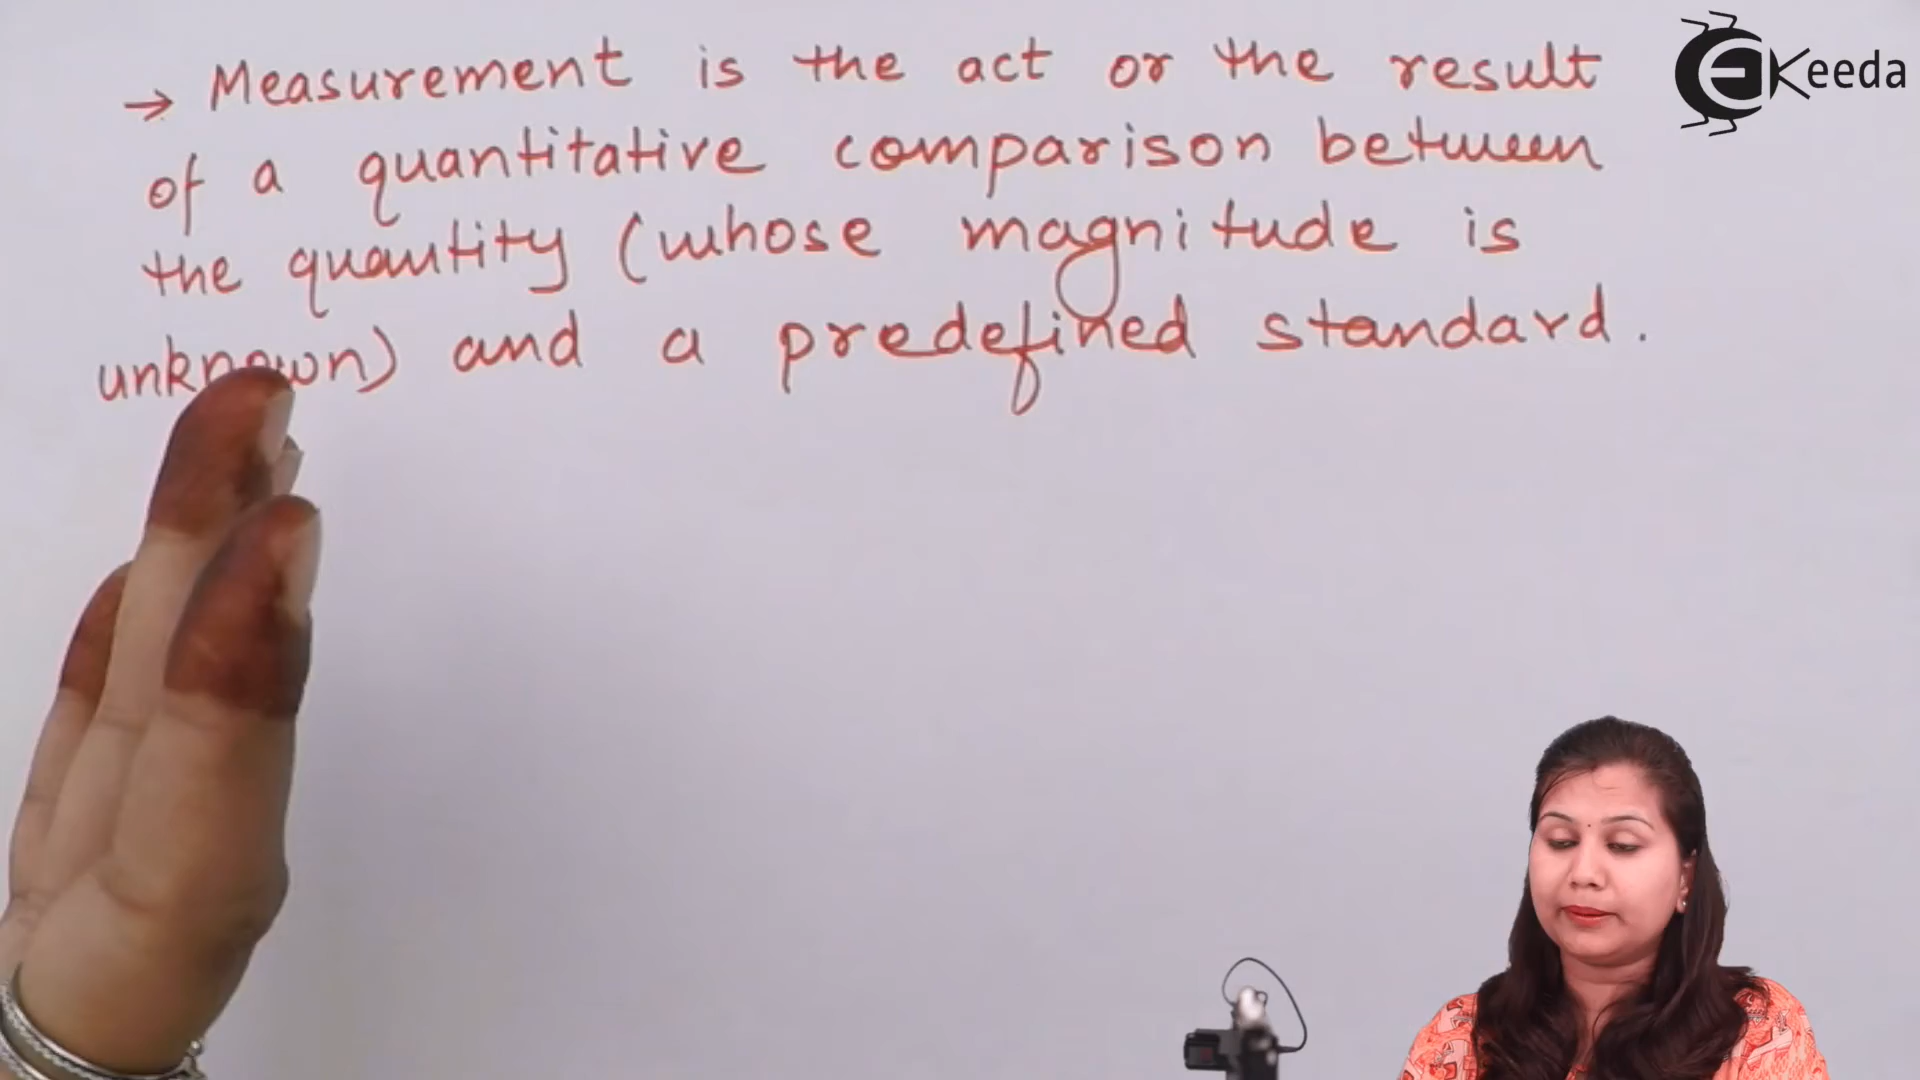 → Measurement is the act or the result
of a quantitative comparison between
the quantity (whose magnitude is
unknown) and a predefined standard.
EKeeda